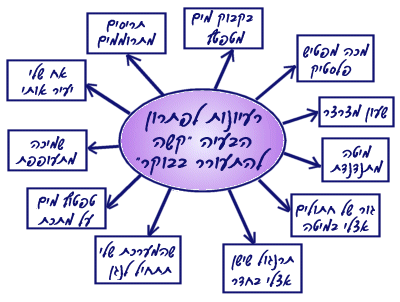 רעיונות לפתרון
הבעיה "קשה
להתעורר בבוקר"
בקבוק מים
מטפטף
מכה מפטיש
פלסטיק
שעון מצרצר
מיטה
מתנדנדת
גור של חתולים
אצלי במיטה
תרנגול שישן
אצלי בחדר
שהמערכת שלי
תתחיל לנגן
טפטוף מים
על מתכת
שמיכה
מתעופפת
אח שלי
יעיר אותי
תריסים
מתרוממים